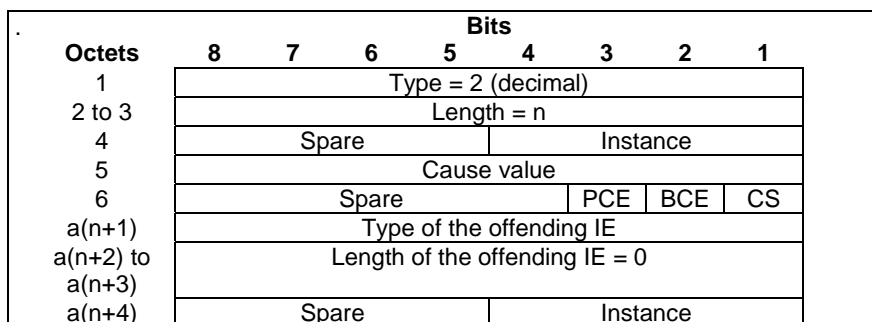 .
Bits
Octets 8 7 6 5 4 3 2 1
1 Type = 2 (decimal)
2 to 3 Length = n
4 Spare Instance
5 Cause value
6 Spare PCE BCE CS
a(n+1) Type of the offending IE
a(n+2) to Length of the offending IE = 0
a(n+3)
a(n+4) Spare Instance